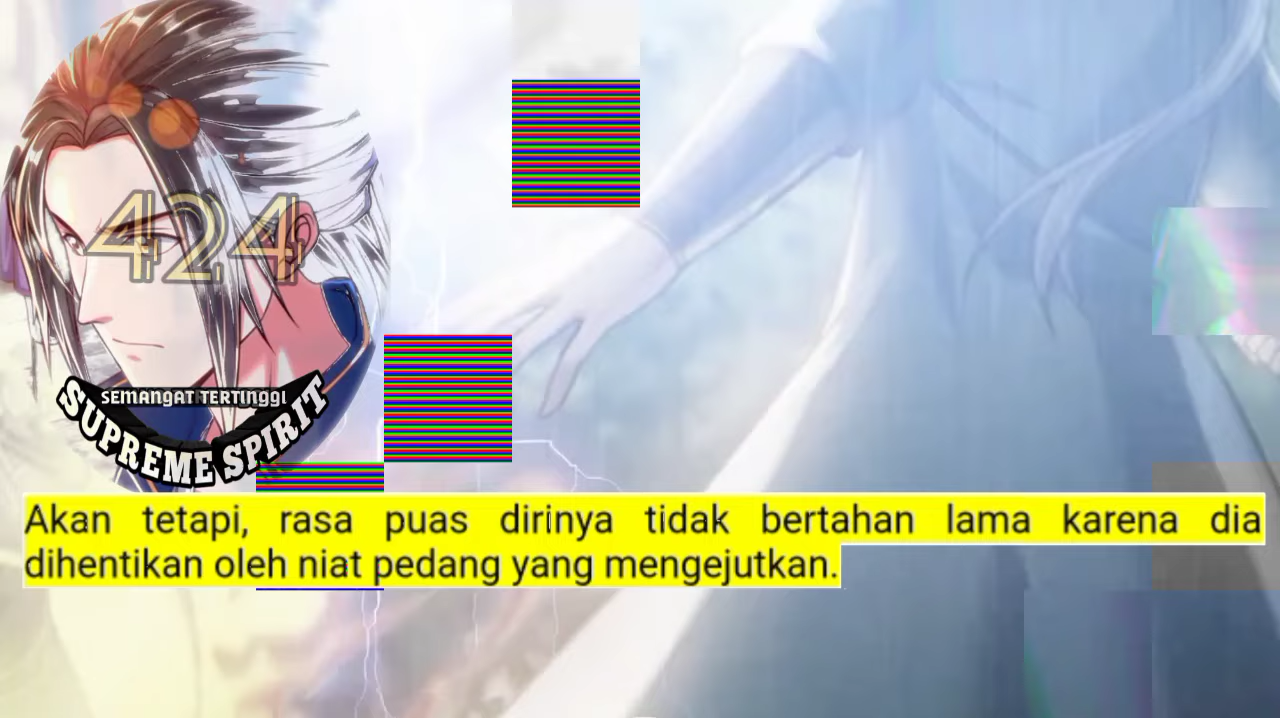 424
SEMANGAT TERTINGGI
SUPREME SPIRIT
Akan tetapi, rasa puas dirinya tidak bertahan lama karena dia
dihentikan oleh niat pedang yang mengejutkan.